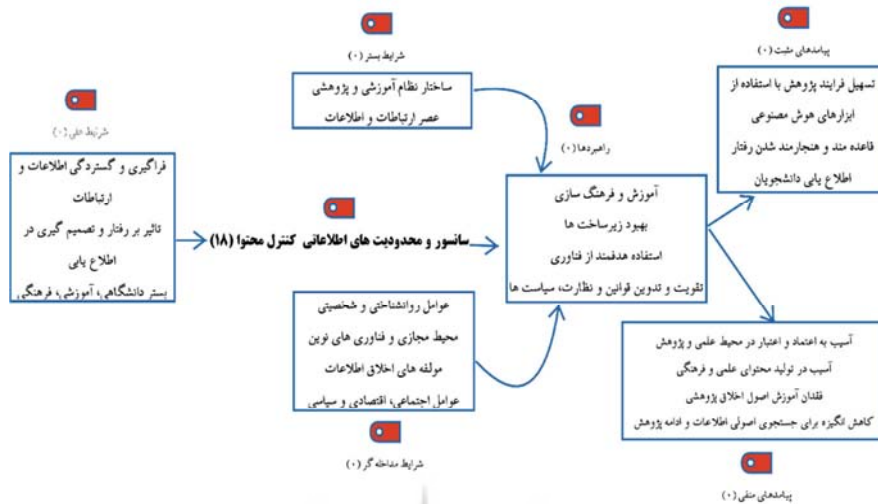 پیامدهای مثبت (۰)
تسهیل فرایند پژوهش با استفاده از
ابزارهای هوش مصنوعی
قاعده مند و هنجارمند شدن رفتار
اطلاع یابی دانشجویان
شرایط بستر (۰)
ساختار نظام آموزشی و پژوهشی
عصر ارتباطات و اطلاعات
راهبردها (۰)
آموزش و فرهنگ سازی
بهبود زیرساخت ها
استفاده هدفمند از فناوری
تقویت و تدوین قوانین و نظارت، سیاست ها
شرایط علی (۰)
فراگیری و گستردگی اطلاعات و
ارتباطات
تاثیر بر رفتار و تصمیم گیری در
اطلاع یابی
بستر دانشگاهی، آموزشی، فرهنگی
سانسور و محدودیت های اطلاعاتی کنترل محتوا (۱۸)
عوامل روانشناختی و شخصیتی
محیط مجازی و فناوری های نوین
مولفه های اخلاق اطلاعات
عوامل اجتماعی، اقتصادی و سیاسی
شرایط مداخله گر (۰)
آسیب به اعتماد و اعتبار در محیط علمی و پژوهش
آسیب در تولید محتوای علمی و فرهنگی
فقدان آموزش اصول اخلاق پژوهشی
کاهش انگیزه برای جستجوی اصولی اطلاعات و ادامه پژوهش
پیامدهای منفی (۰)